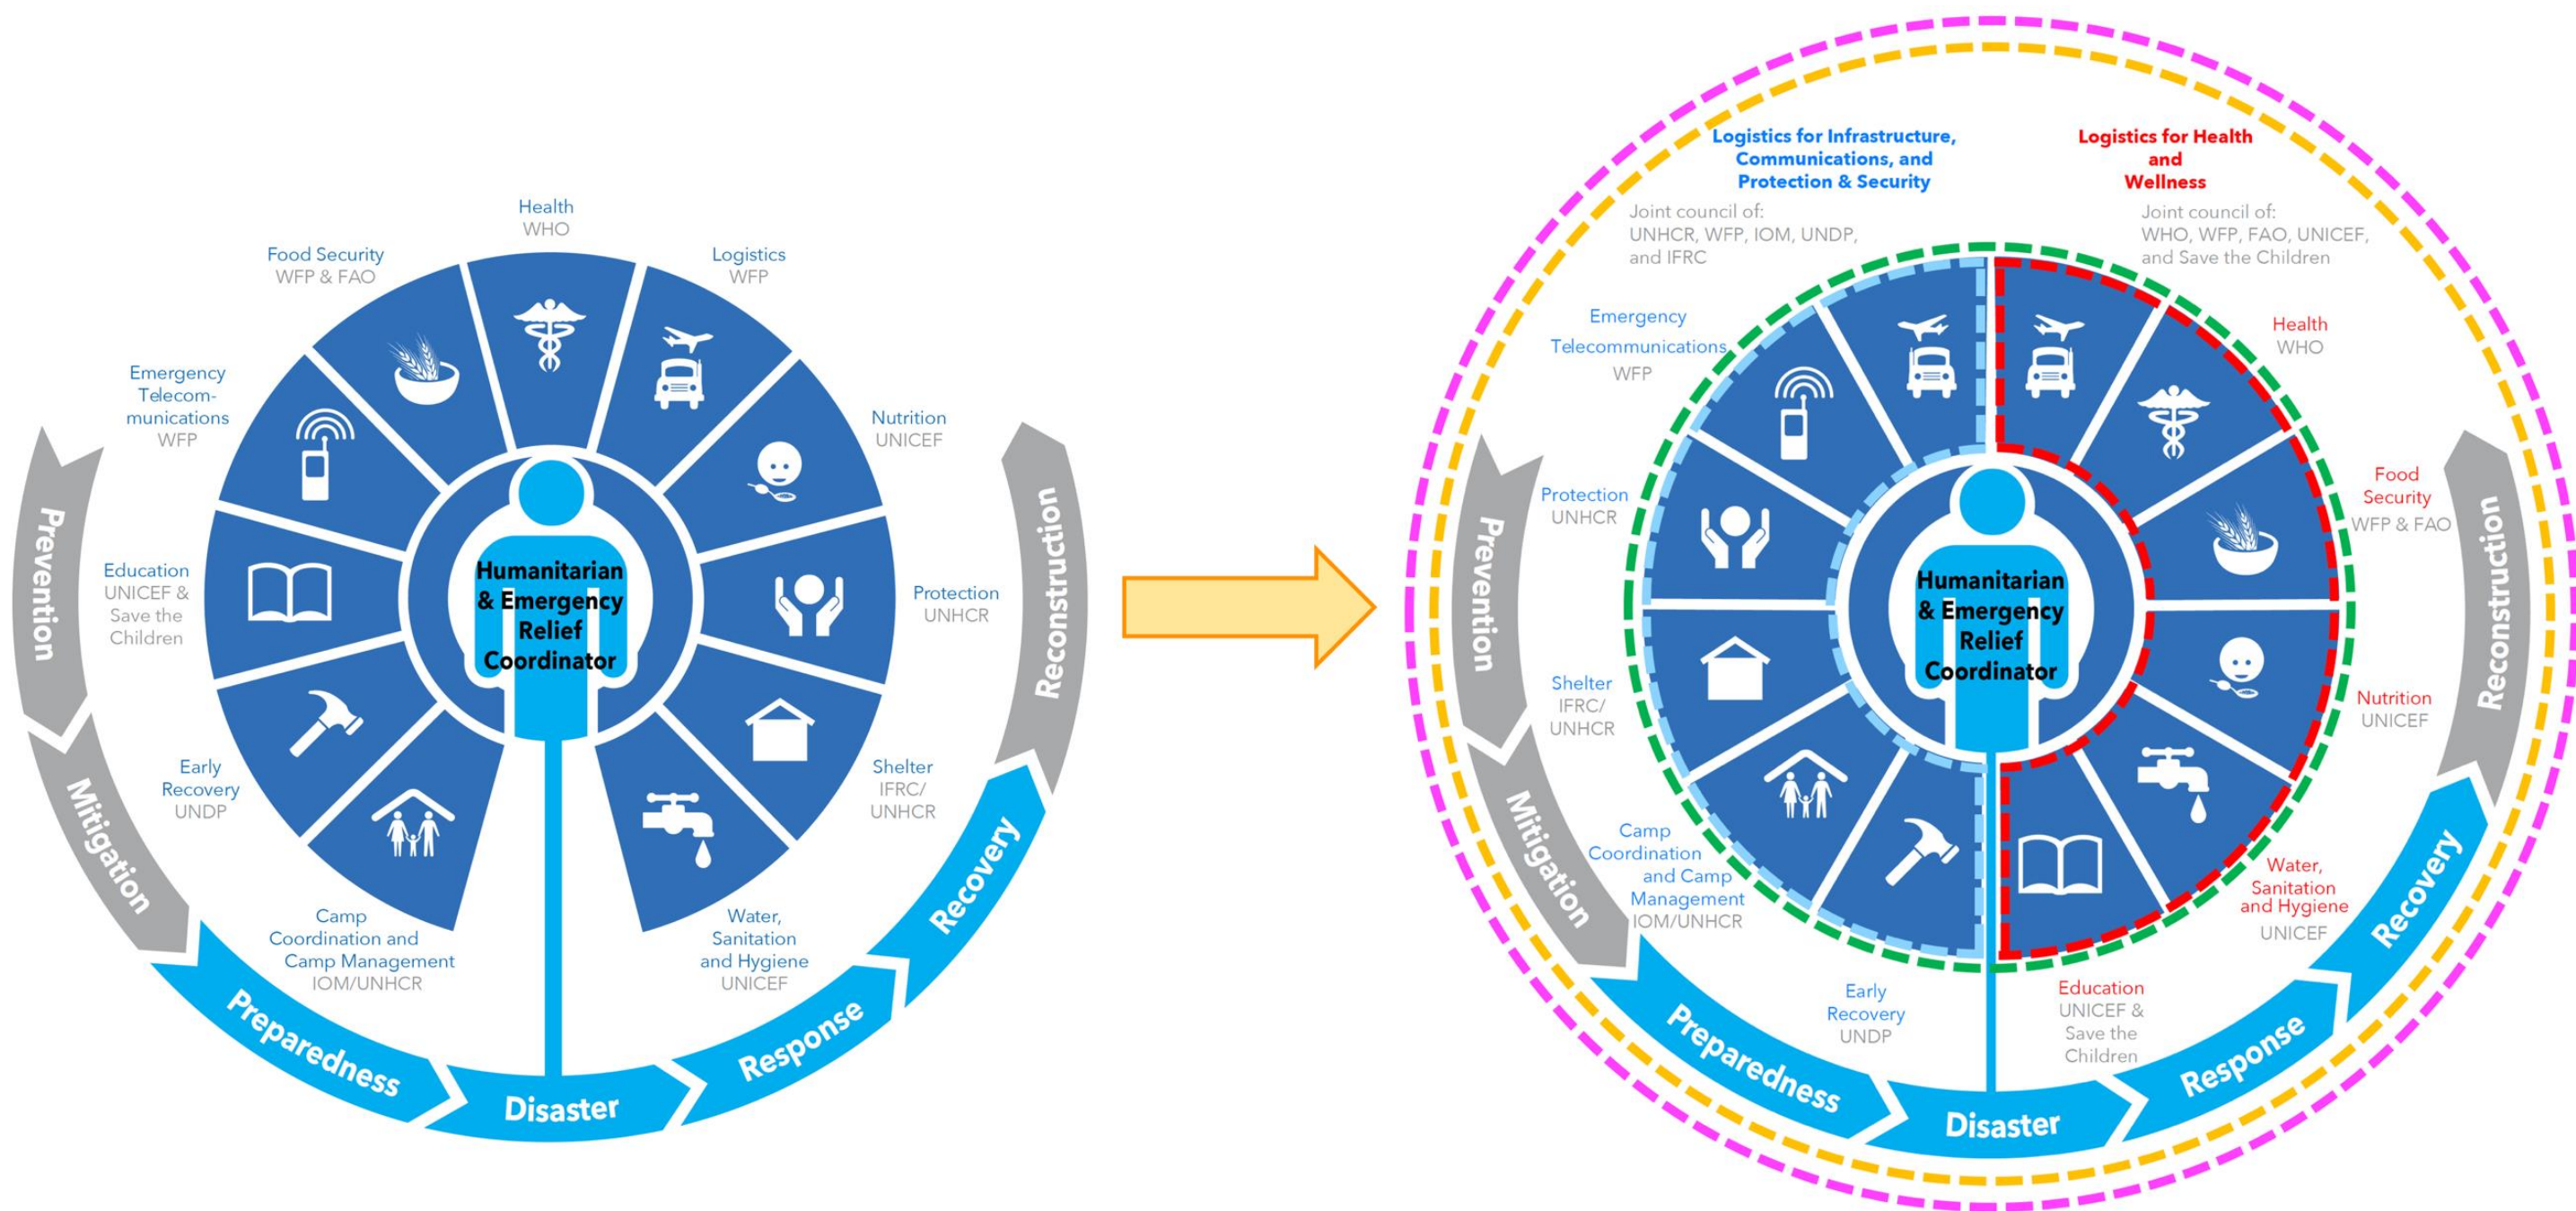 Health
WHO
Logistics
WFP
Nutrition
UNICEF
Protection
UNHCR
Shelter
IFRC/
UNHCR
Water,
Sanitation
and Hygiene
UNICEF
Camp
Coordination and
Camp Management
IOM/UNHCR
Early
Recovery
UNDP
Education
UNICEF &
Save the
Children
Emergency
Telecom-
munications
WFP
Food Security
WFP & FAO
Humanitarian
& Emergency
Relief
Coordinator
Prevention
Mitigation
Preparedness
Disaster
Response
Recovery
Reconstruction
Logistics for Infrastructure,
Communications, and
Protection & Security
Joint council of:
UNHCR, WFP, IOM, UNDP,
and IFRC
Logistics for Health
and
Wellness
Joint council of:
WHO, WFP, FAO, UNICEF,
and Save the Children
Health
WHO
Food
Security
WFP & FAO
Nutrition
UNICEF
Water,
Sanitation
and Hygiene
UNICEF
Education
UNICEF &
Save the
Children
Early
Recovery
UNDP
Camp
Coordination
and Camp
Management
IOM/UNHCR
Shelter
IFRC/
UNHCR
Protection
UNHCR
Emergency
Telecommunications
WFP
Humanitarian
& Emergency
Relief
Coordinator
Prevention
Mitigation
Preparedness
Disaster
Response
Recovery
Reconstruction